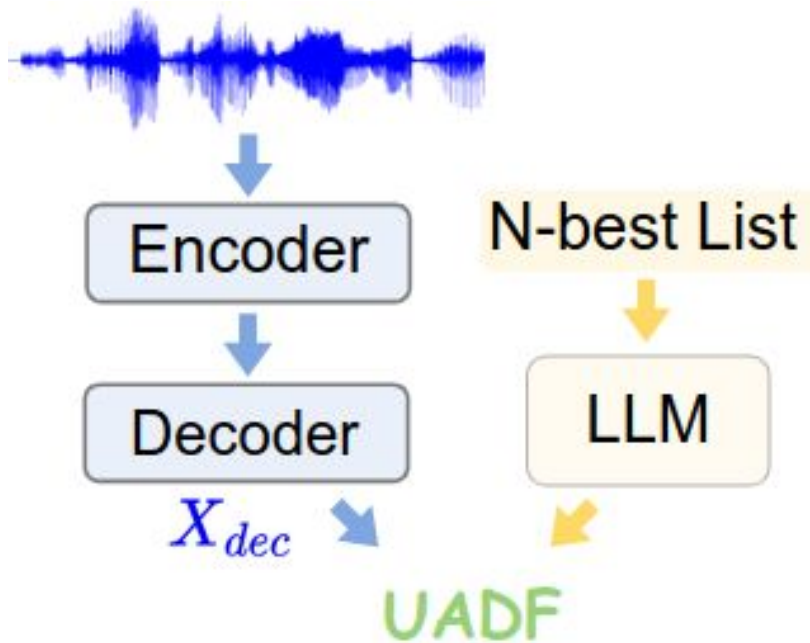 Encoder
N-best List
Decoder
LLM
X_dec
UADF